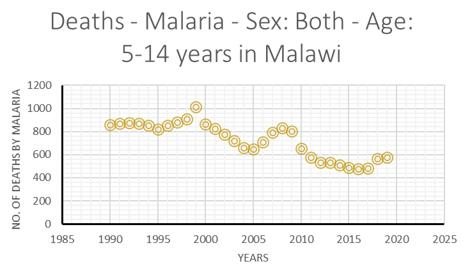 Deaths - Malaria - Sex: Both - Age:
5-14 years in Malawi
NO. OF DEATHS BY MALARIA
1200
1000
800
600
400
200
0
1985 1990 1995 2000 2005 2010 2015 2020 2025
YEARS